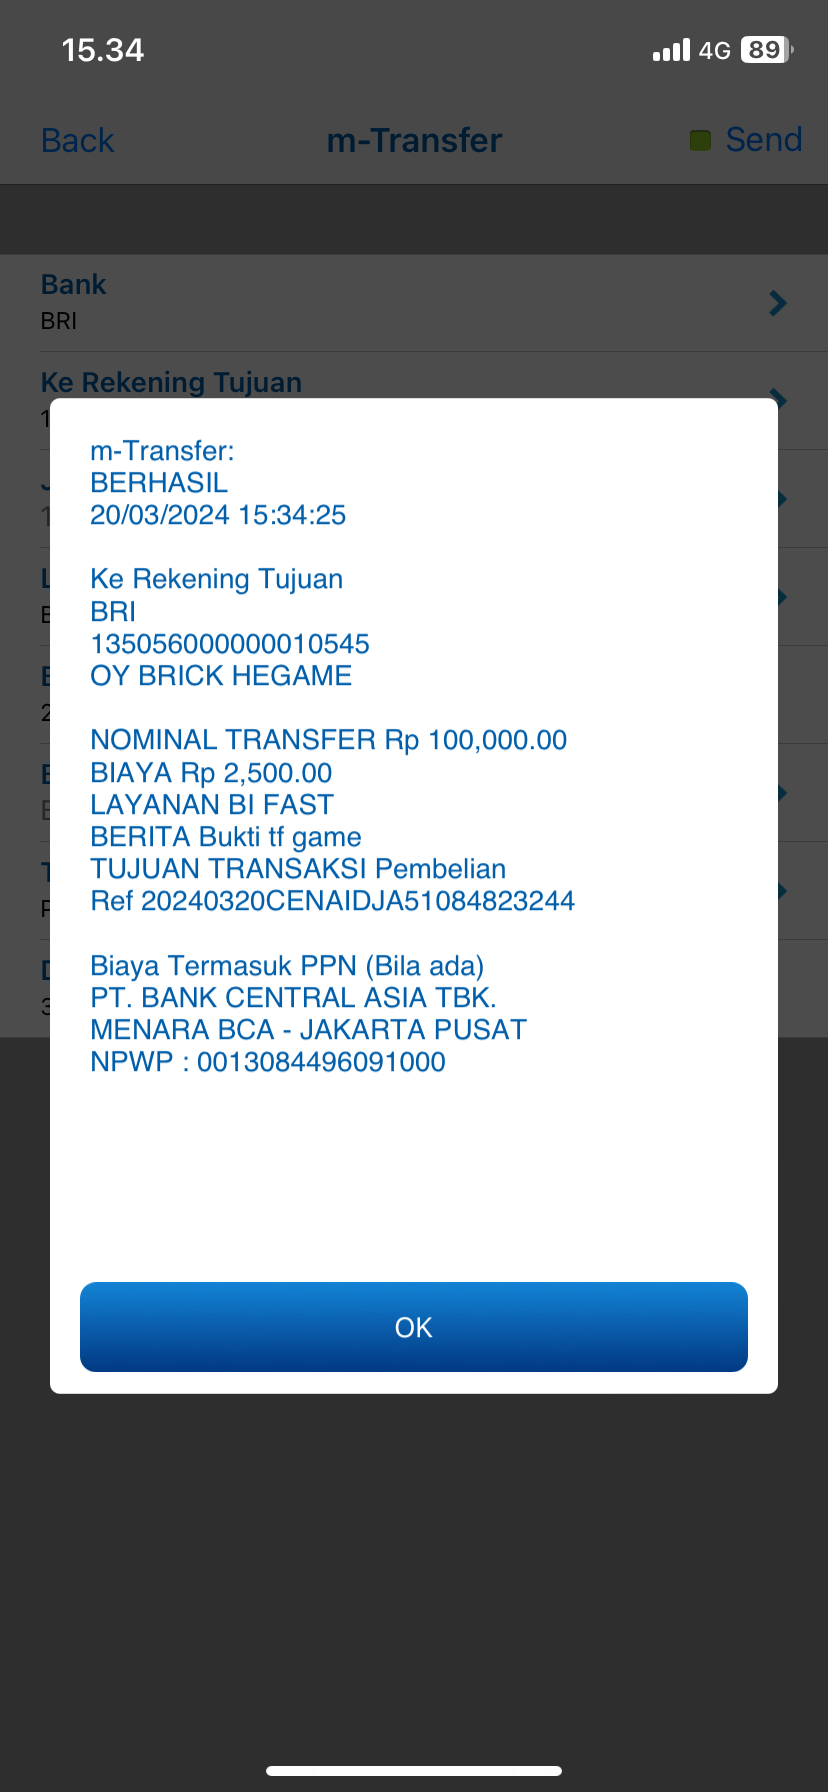 15.34
4G 89
Back m-Transfer Send
Bank
BRI
Ke Rekening Tujuan
m-Transfer:
BERHASIL
20/03/2024 15:34:25
Ke Rekening Tujuan
BRI
135056000000010545
OY BRICK HEGAME
NOMINAL TRANSFER Rp 100,000.00
BIAYA Rp 2,500.00
LAYANAN BI FAST
BERITA Bukti tf game
TUJUAN TRANSAKSI Pembelian
Ref 20240320CENAIDJA51084823244
Biaya Termasuk PPN (Bila ada)
PT. BANK CENTRAL ASIA TBK.
MENARA BCA - JAKARTA PUSAT
NPWP : 0013084496091000
OK